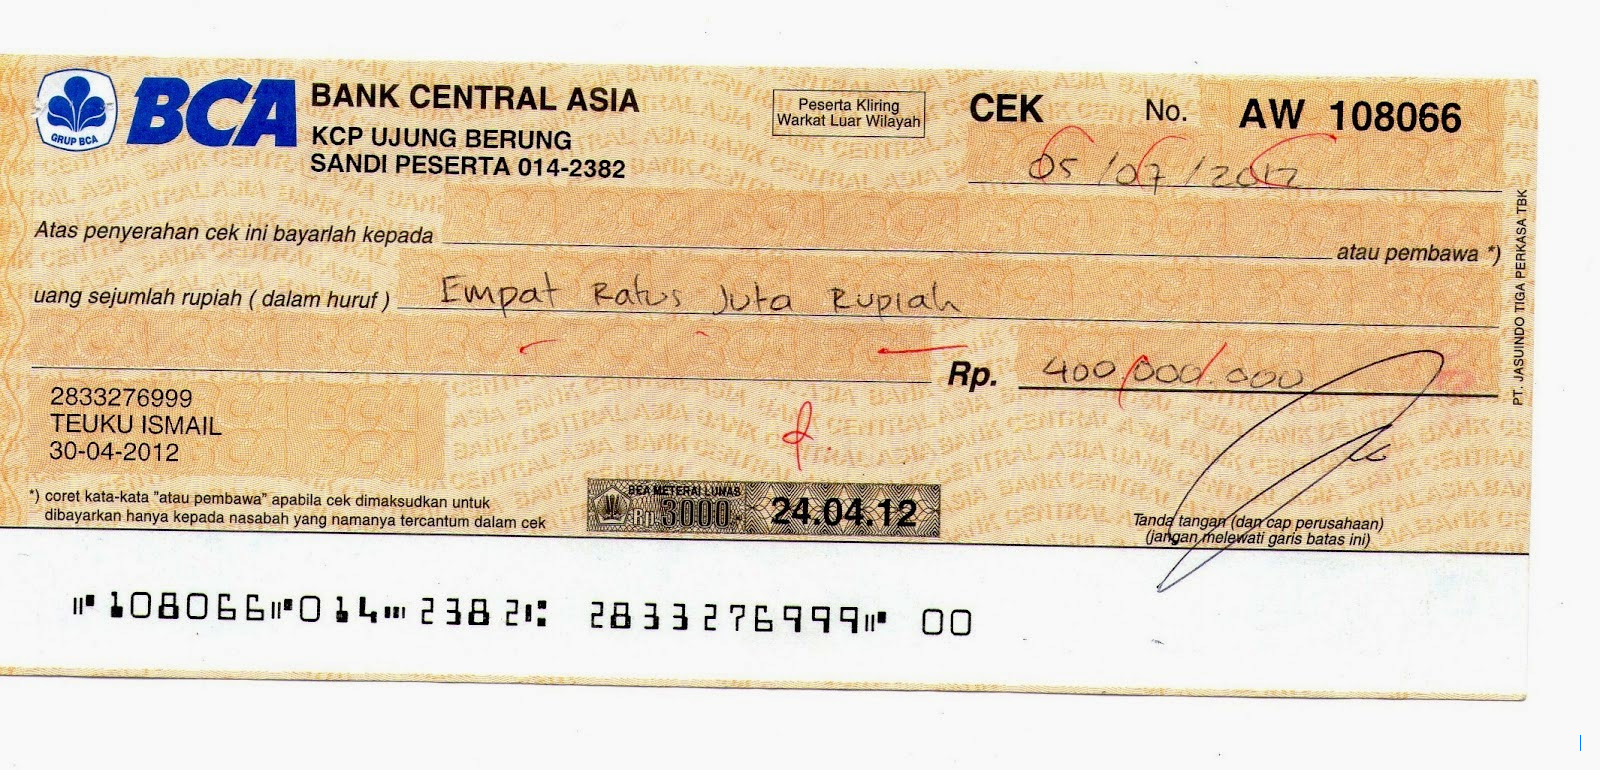 GRUP BCA
BCA
BANK CENTRAL ASIA
KCP UJUNG BERUNG
SANDI PESERTA 014-2382
Peserta Kliring
Warkat Luar Wilayah
CEK No. AW 108066
05/07/2012
Atas penyerahan cek ini bayarlah kepada atau pembawa *)
uang sejumlah rupiah ( dalam huruf ) Empat Ratus Juta Rupiah
Rp. 400.000.000
2833276999
TEUKU ISMAIL
30-04-2012
*) coret kata-kata "atau pembawa" apabila cek dimaksudkan untuk
dibayarkan hanya kepada nasabah yang namanya tercantum dalam cek
BEA METERAI LUNAS
Rp. 3000 24.04.12
Tanda tangan (dan cap perusahaan)
(jangan melewati garis batas ini)
PT. JASUINDO TIGA PERKASA TBK
⑈108066⑈014⑉2382⑆ 2833276999⑈ 00